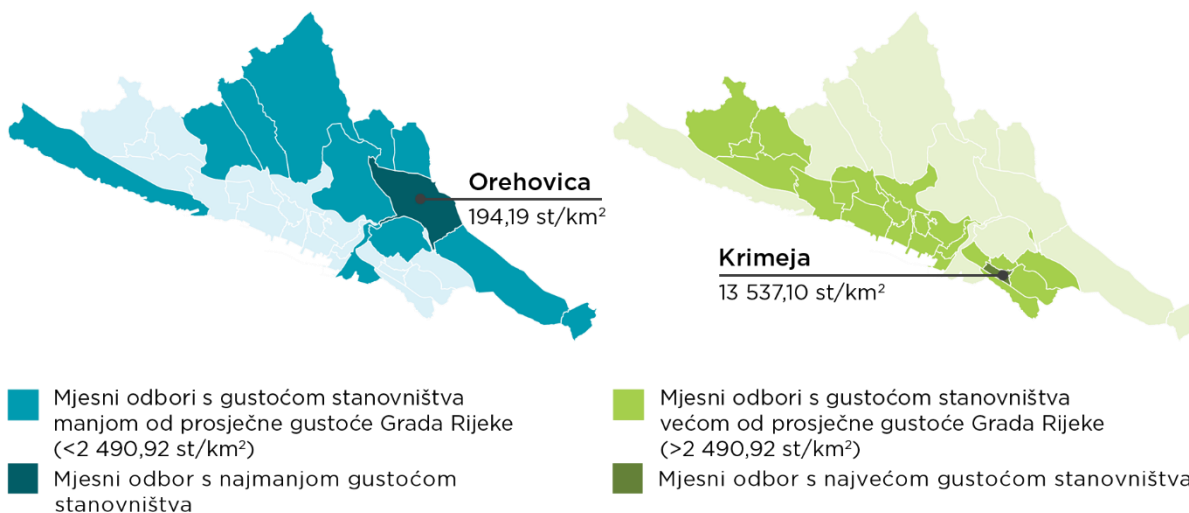 Orehovica
194,19 st/km²
Krimeja
13 537,10 st/km²
Mjesni odbori s gustoćom stanovništva
manjom od prosječne gustoće Grada Rijeke
(<2 490,92 st/km²)
Mjesni odbor s najmanjom gustoćom
stanovništva
Mjesni odbori s gustoćom stanovništva
većom od prosječne gustoće Grada Rijeke
(>2 490,92 st/km²)
Mjesni odbor s najvećom gustoćom stanovništva